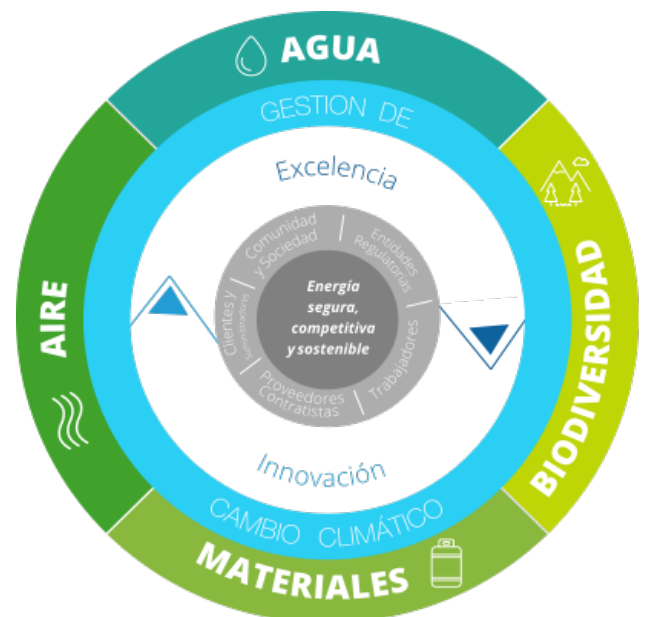 AGUA
GESTION DE
Excelencia
Comunidad
y Sociedad
Entidades
Regulatorias
Clientes y
Energía
segura,
competitiva
y sostenible
Trabajadores
Proveedores
Contratistas
Innovación
CAMBIO CLIMÁTICO
AIRE
BIODIVERSIDAD
MATERIALES